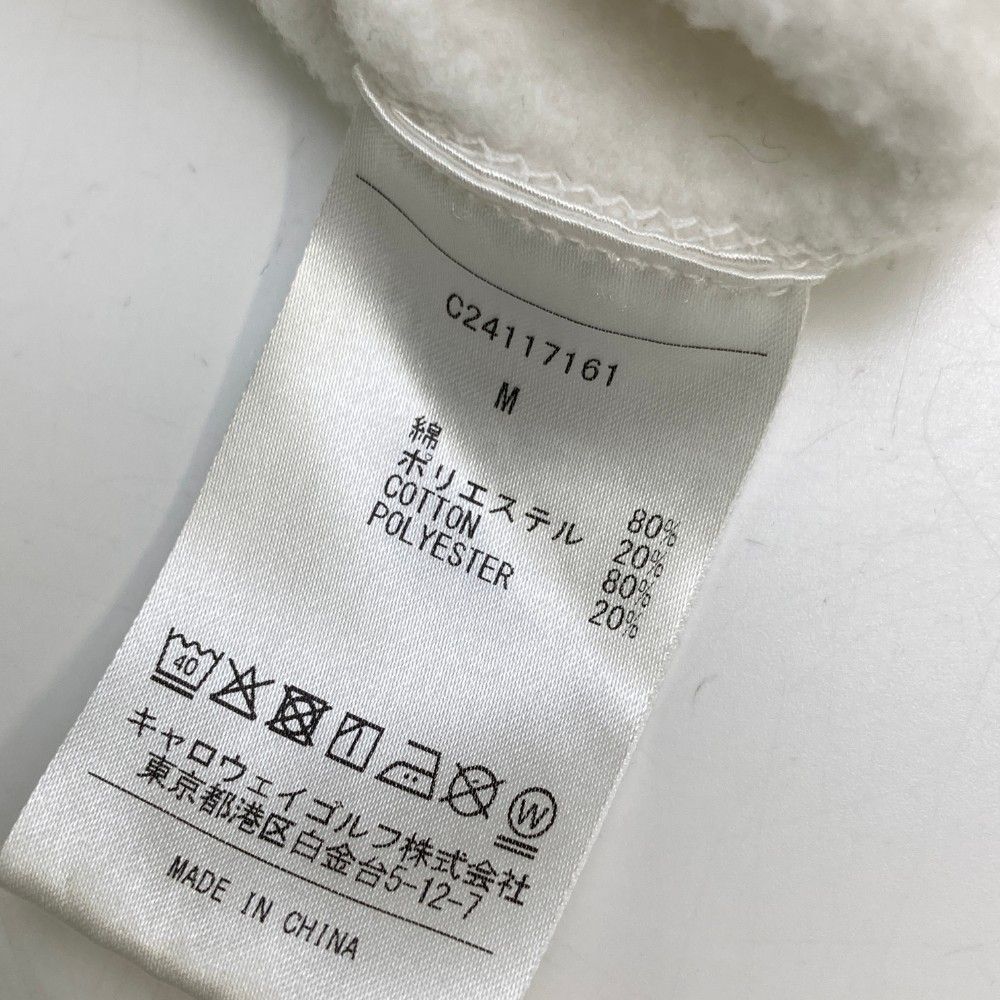 C24117161
M
綿 80%
ポリエステル 20%
COTTON 80%
POLYESTER 20%
40
W
キャロウエイゴルフ株式会社
東京都港区白金台5-12-7
MADE IN CHINA